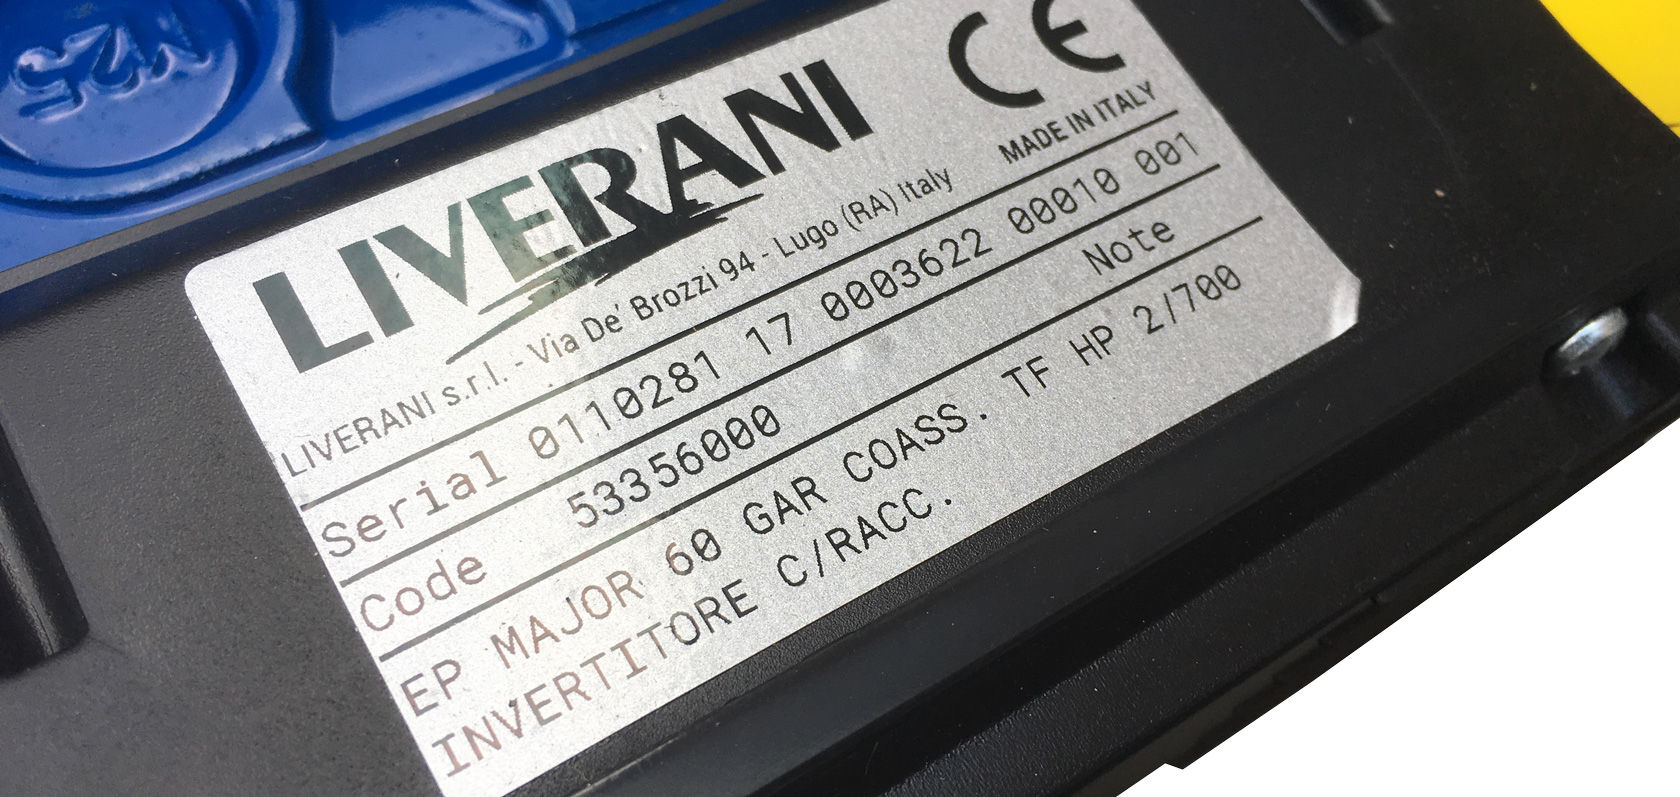 M25
LIVERANI
CE
MADE IN ITALY
LIVERANI s.r.l. - Via De' Brozzi 94 - Lugo (RA) Italy
Serial 0110281 17 0003622 00010 001
Code 53356000 Note
EP MAJOR 60 GAR COASS. TF HP 2/700
INVERTITORE C/RACC.